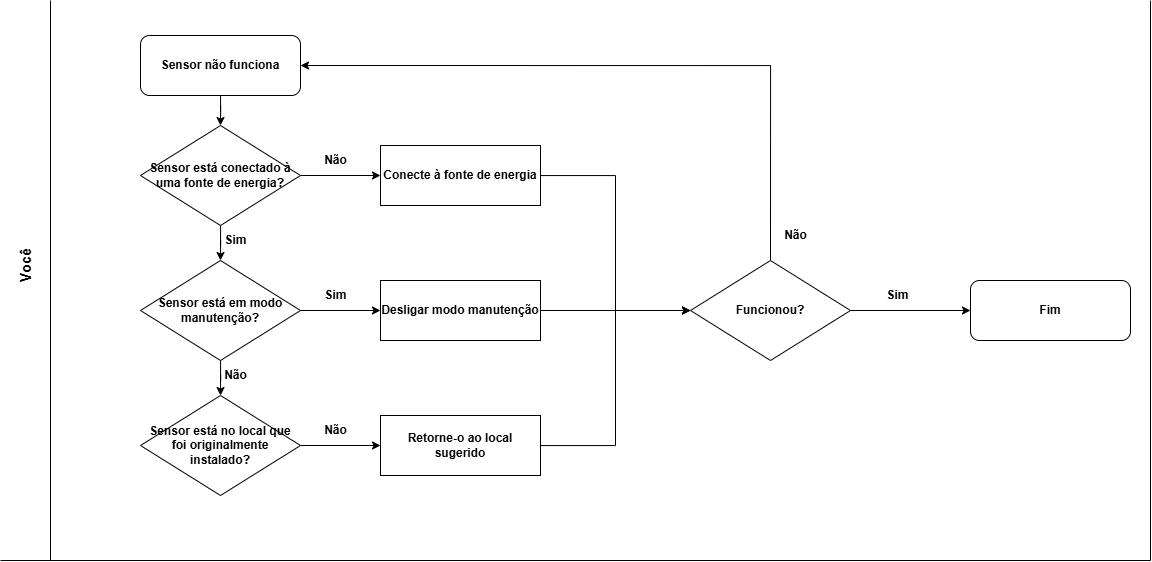 Você
Sensor não funciona
Sensor está conectado à
uma fonte de energia?
Não
Conecte à fonte de energia
Sim
Sensor está em modo
manutenção?
Sim
Desligar modo manutenção
Não
Sensor está no local que
foi originalmente
instalado?
Não
Retorne-o ao local
sugerido
Não
Funcionou?
Sim
Fim